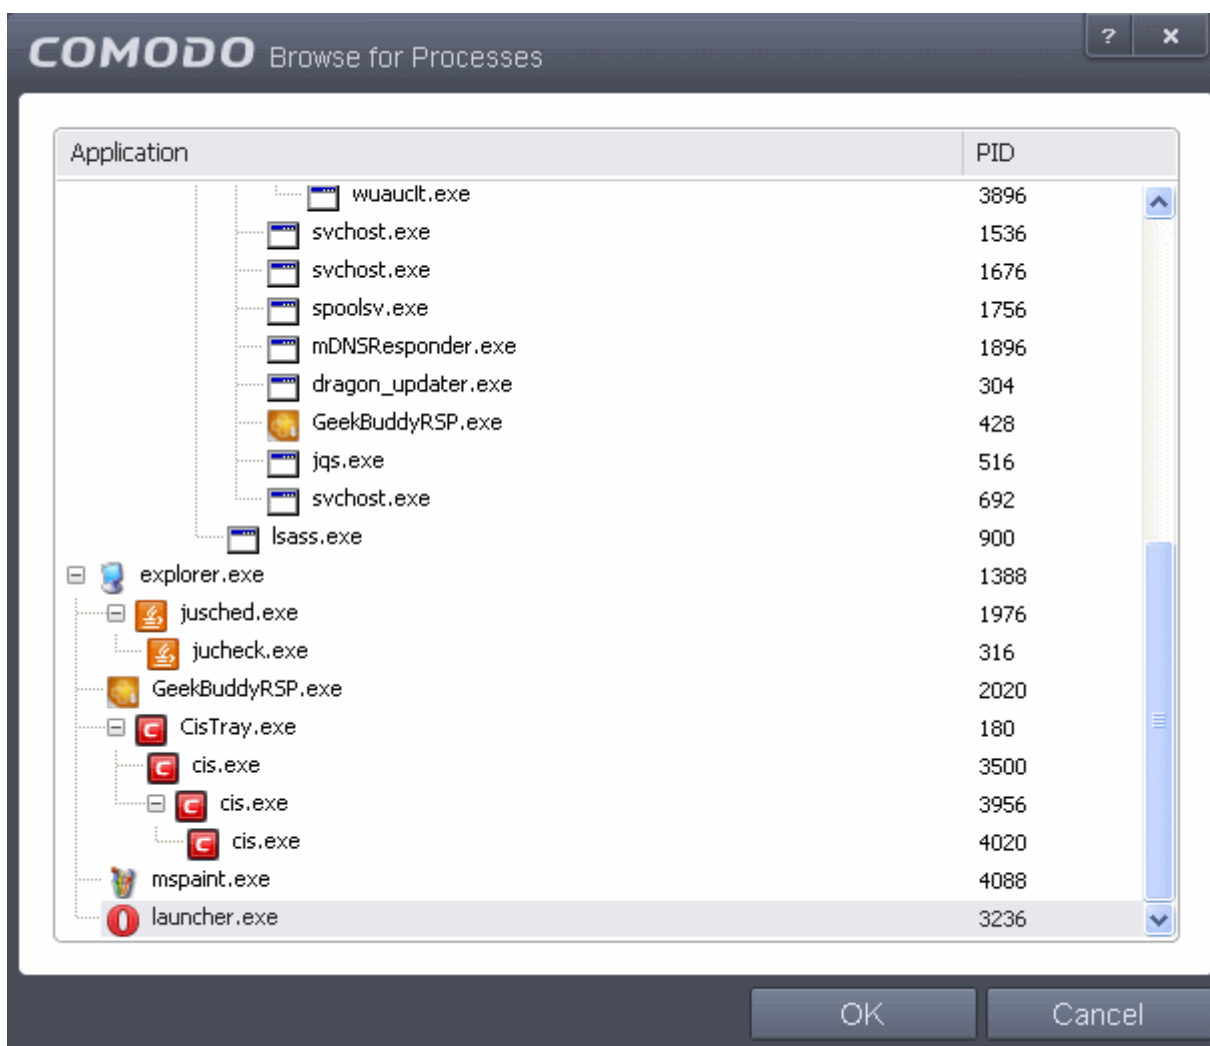 COMODO Browse for Processes ? x
Application PID
wuauclt.exe 3896
svchost.exe 1536
svchost.exe 1676
spoolsv.exe 1756
mDNSResponder.exe 1896
dragon_updater.exe 304
GeekBuddyRSP.exe 428
jqs.exe 516
svchost.exe 692
lsass.exe 900
explorer.exe 1388
jusched.exe 1976
jucheck.exe 316
GeekBuddyRSP.exe 2020
CisTray.exe 180
cis.exe 3500
cis.exe 3956
cis.exe 4020
mspaint.exe 4088
launcher.exe 3236
OK Cancel